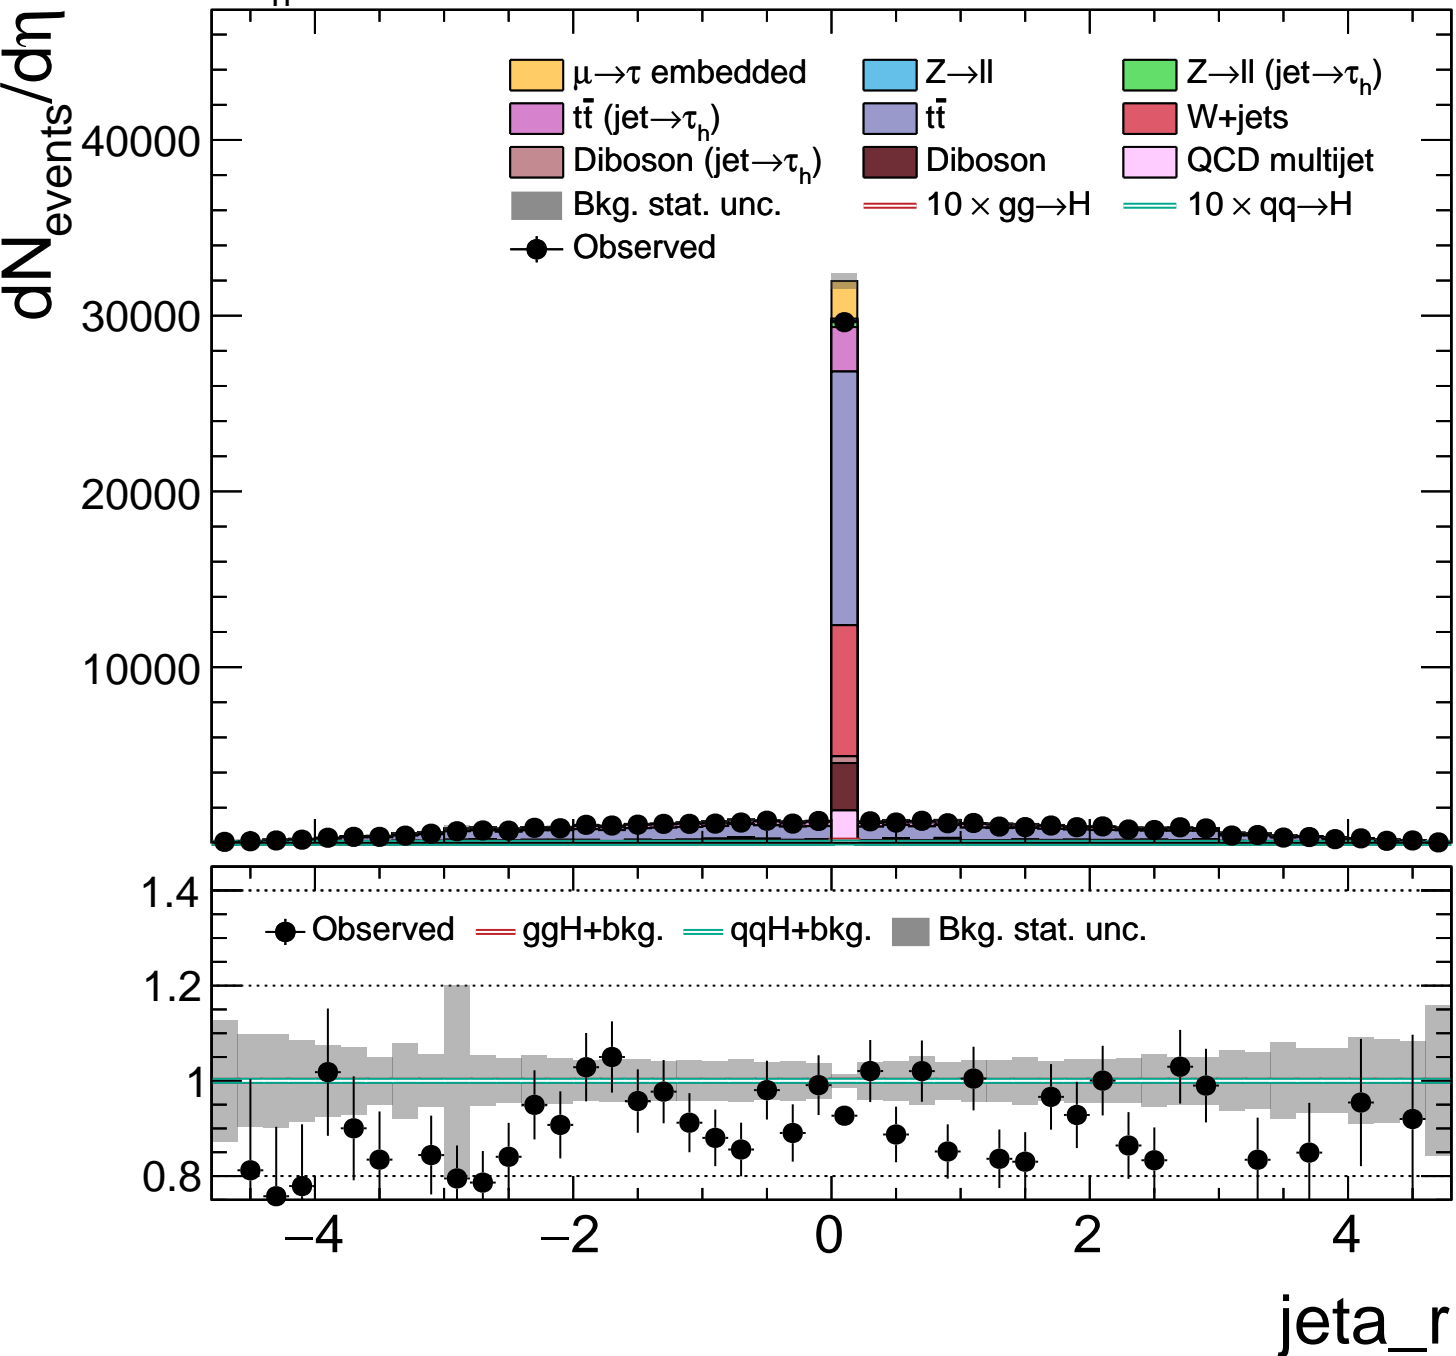 dN_events/dη
40000
30000
20000
10000
μ→τ embedded Z→ll Z→ll (jet→τ_h)
tt̄ (jet→τ_h) tt̄ W+jets
Diboson (jet→τ_h) Diboson QCD multijet
Bkg. stat. unc. 10 × gg→H 10 × qq→H
Observed
1.4
1.2
1
0.8
Observed ggH+bkg. qqH+bkg. Bkg. stat. unc.
−4 −2 0 2 4
jeta_r